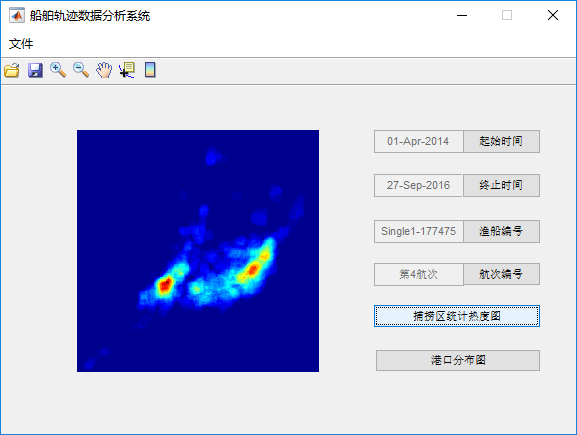 船舶轨迹数据分析系统
文件
01-Apr-2014 起始时间
27-Sep-2016 终止时间
Single1-177475 渔船编号
第4航次 航次编号
捕捞区统计热度图
港口分布图